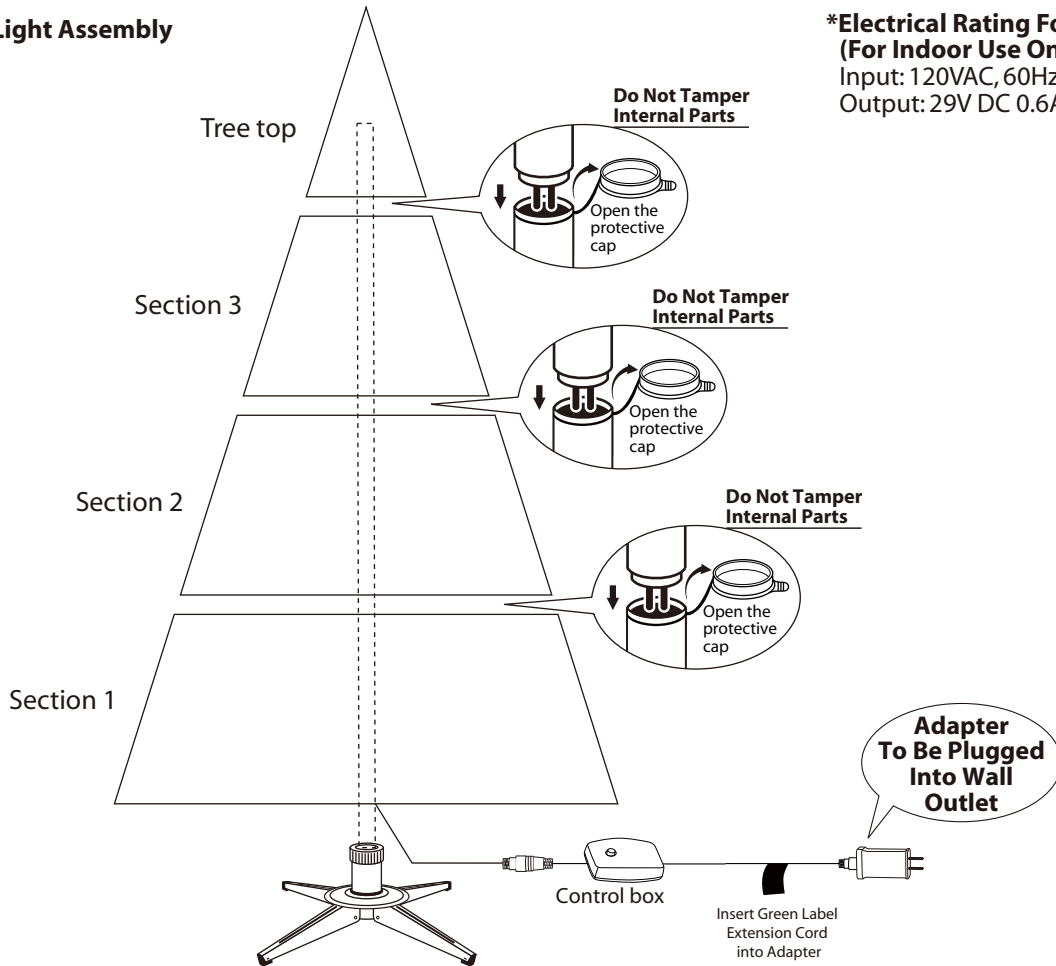 Light Assembly
*Electrical Rating Fo
(For Indoor Use On
Input: 120VAC, 60Hz
Output: 29V DC 0.6A
Tree top
Do Not Tamper
Internal Parts
Open the
protective
cap
Section 3
Do Not Tamper
Internal Parts
Open the
protective
cap
Section 2
Do Not Tamper
Internal Parts
Open the
protective
cap
Section 1
Adapter
To Be Plugged
Into Wall
Outlet
Control box
Insert Green Label
Extension Cord
into Adapter